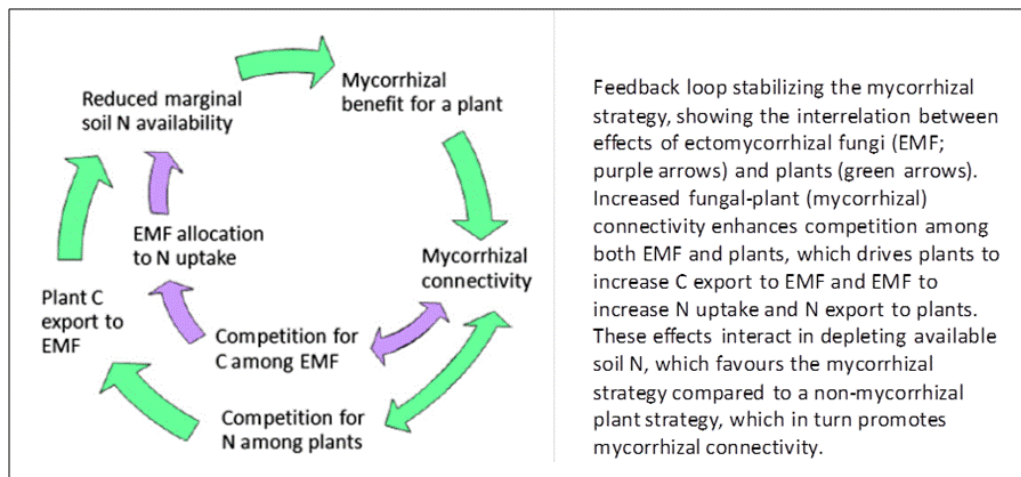 Reduced marginal
soil N availability
Mycorrhizal
benefit for a plant
EMF allocation
to N uptake
Mycorrhizal
connectivity
Plant C
export to
EMF
Competition for
C among EMF
Competition for
N among plants
Feedback loop stabilizing the mycorrhizal
strategy, showing the interrelation between
effects of ectomycorrhizal fungi (EMF;
purple arrows) and plants (green arrows).
Increased fungal-plant (mycorrhizal)
connectivity enhances competition among
both EMF and plants, which drives plants to
increase C export to EMF and EMF to
increase N uptake and N export to plants.
These effects interact in depleting available
soil N, which favours the mycorrhizal
strategy compared to a non-mycorrhizal
plant strategy, which in turn promotes
mycorrhizal connectivity.